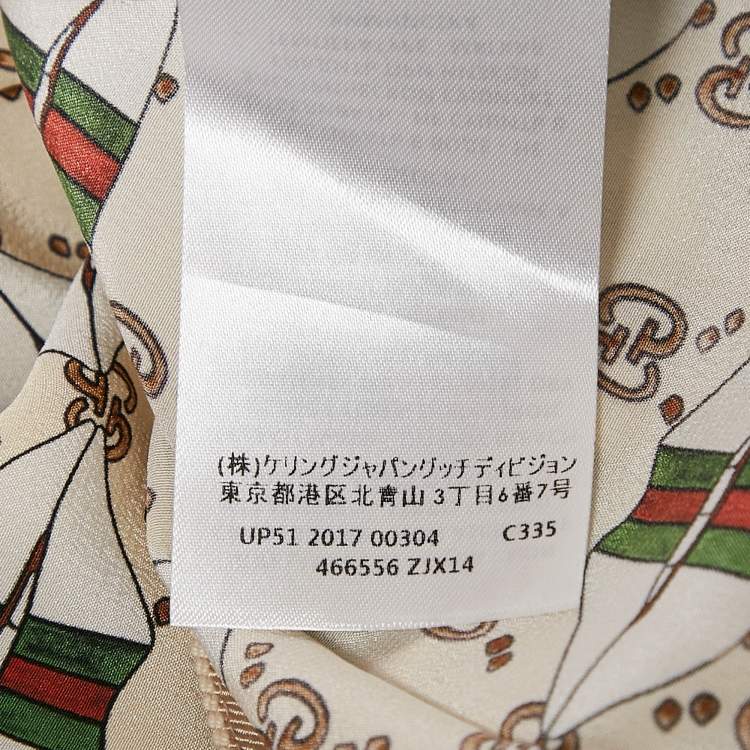 (株)ケリングジャパングッチディビジョン
東京都港区北青山3丁目6番7号
UP51 2017 00304 C335
466556 ZJX14